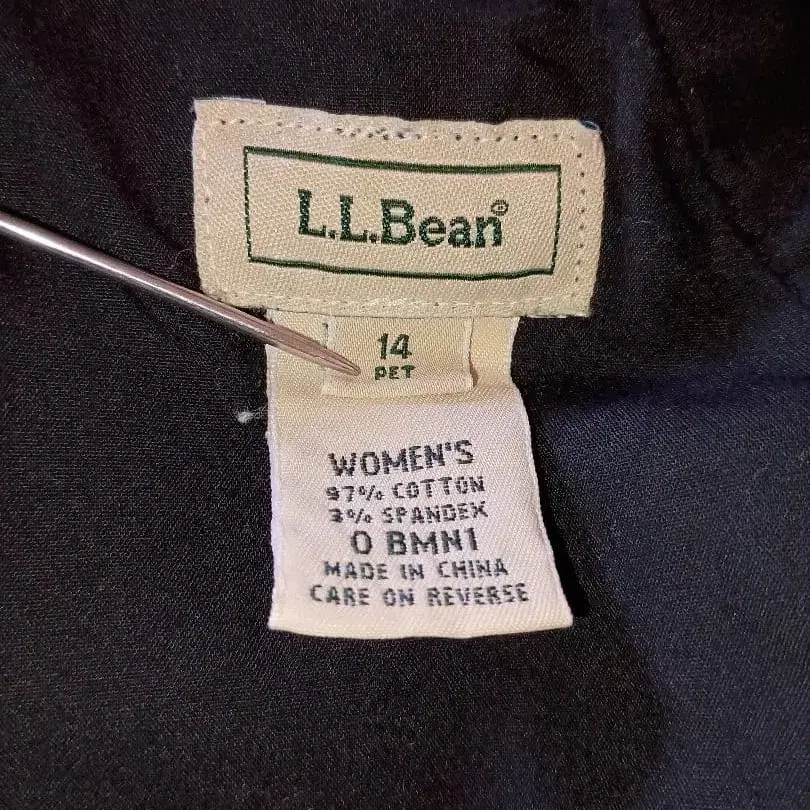 L.L.Bean®
14
PET
WOMEN'S
97% COTTON
3% SPANDEX
0 BMN1
MADE IN CHINA
CARE ON REVERSE